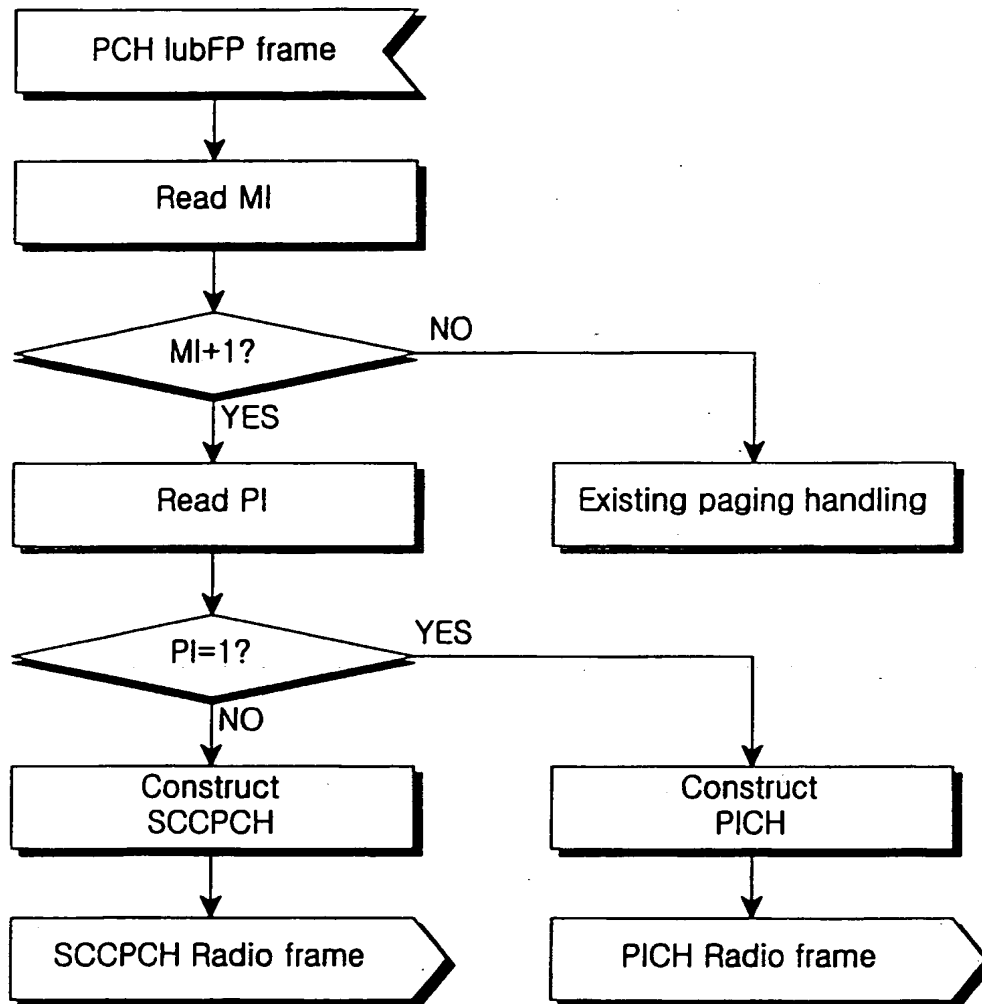 PCH IubFP frame
Read MI
MI+1?
NO
YES
Read PI
Existing paging handling
PI=1?
YES
NO
Construct
SCCPCH
Construct
PICH
SCCPCH Radio frame
PICH Radio frame